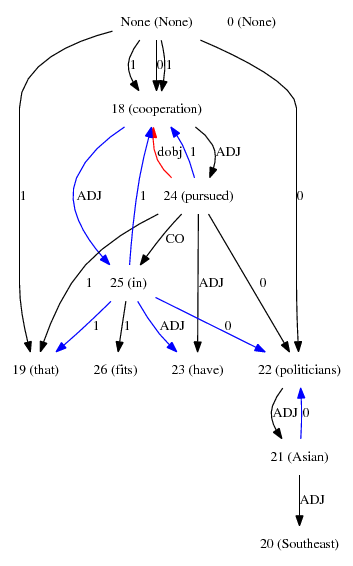 None (None) 0 (None)
1 0 1
18 (cooperation)
dobj 1 ADJ
ADJ 1 24 (pursued)
1 0
CO
25 (in) 1 ADJ 0
1 1 ADJ 0
19 (that) 26 (fits) 23 (have) 22 (politicians)
ADJ 0
21 (Asian)
ADJ
20 (Southeast)